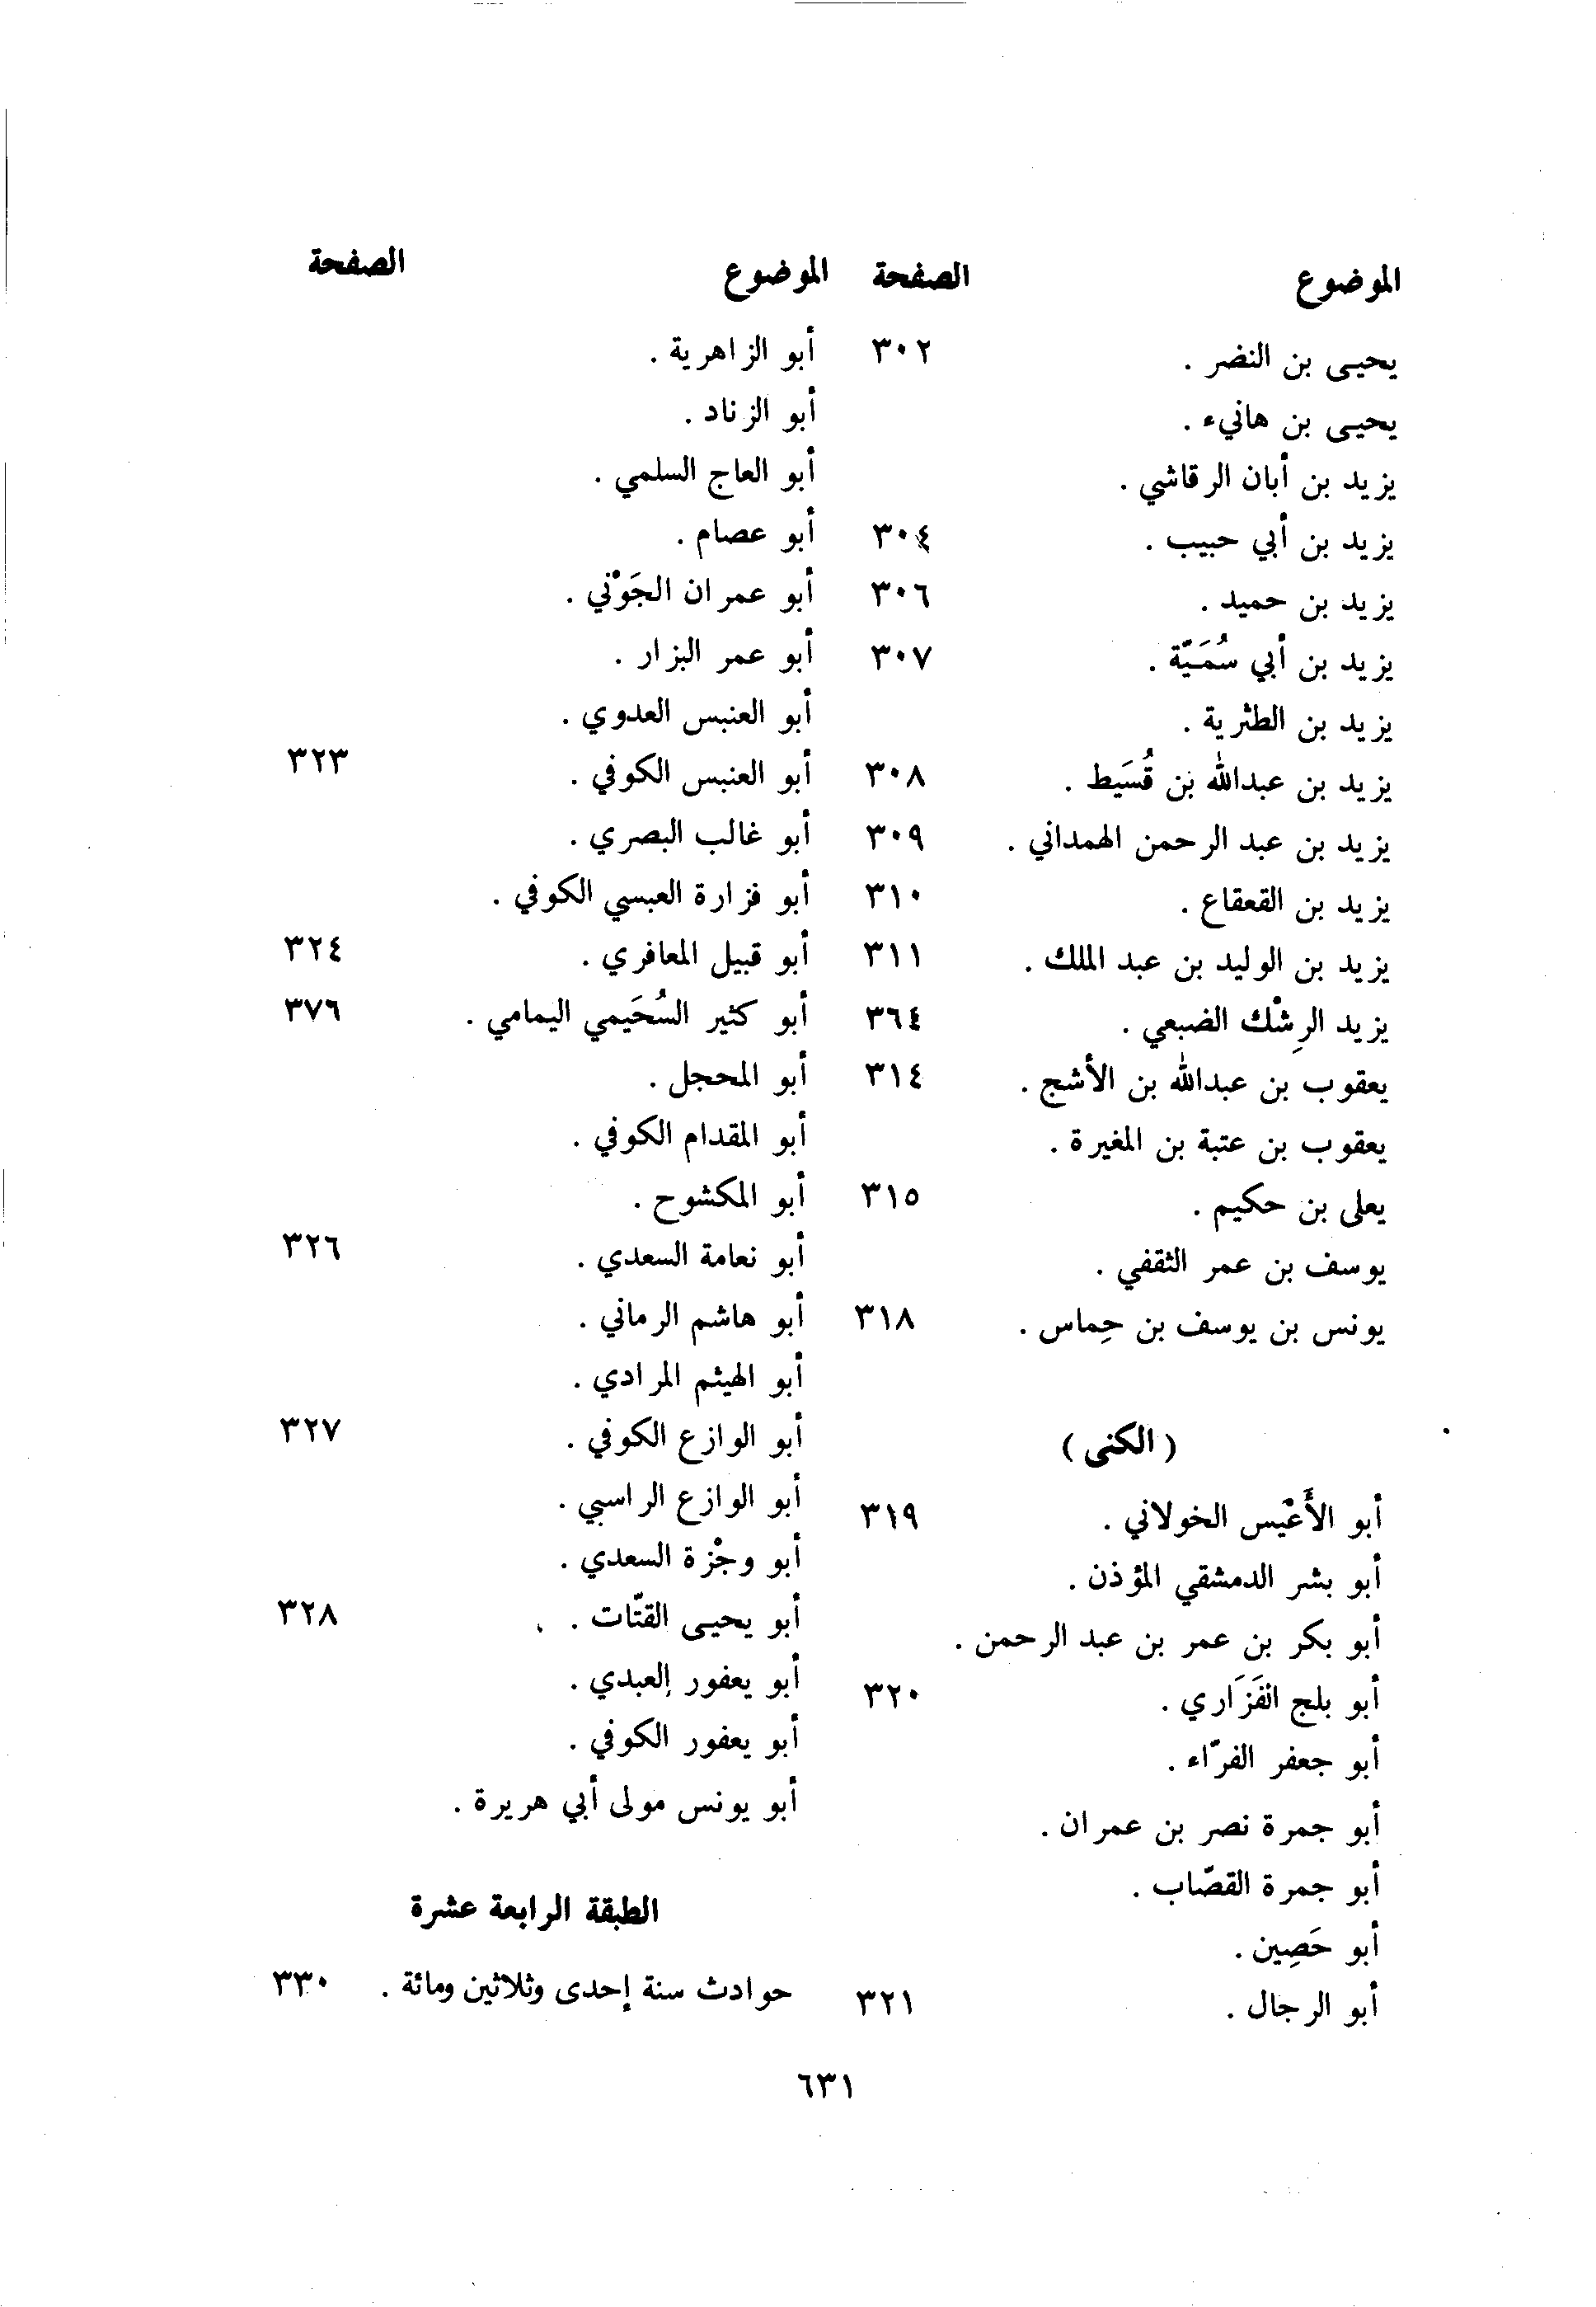 الموضوع الصفحة
يحيى بن النضر . ٣٠٢
يحيى بن هانيء .
يزيد بن أبان الرقاشي .
يزيد بن أبي حبيب . ٣٠٤
يزيد بن حميد . ٣٠٦
يزيد بن أبي سُمَيّة . ٣٠٧
يزيد بن الطثرية .
يزيد بن عبدالله بن قُسَيط . ٣٠٨
يزيد بن عبد الرحمن الهمداني . ٣٠٩
يزيد بن القعقاع . ٣١٠
يزيد بن الوليد بن عبد الملك . ٣١١
يزيد الرِشْك الضبعي . ٣٦٤
يعقوب بن عبدالله بن الأشج . ٣١٤
يعقوب بن عتبة بن المغيرة .
يعلى بن حكيم . ٣١٥
يوسف بن عمر الثقفي .
يونس بن يوسف بن حِماس . ٣١٨
( الكنى )
أبو الأَعْيَس الخولاني . ٣١٩
أبو بشر الدمشقي المؤذن .
أبو بكر بن عمر بن عبد الرحمن .
أبو بلج الفَزَاري . ٣٢٠
أبو جعفر الفرّاء .
أبو جمرة نصر بن عمران .
أبو جمرة القصّاب .
أبو حَصِين .
أبو الرجال . ٣٢١
الموضوع الصفحة
أبو الزاهرية .
أبو الزناد .
أبو العاج السلمي .
أبو عصام .
أبو عمران الجَوْني .
أبو عمر البزار .
أبو العنبس العدوي .
أبو العنبس الكوفي . ٣٢٣
أبو غالب البصري .
أبو فزارة العبسي الكوفي .
أبو قبيل المعافري . ٣٢٤
أبو كثير السُحَيمي اليمامي . ٣٧٦
أبو المحجل .
أبو المقدام الكوفي .
أبو المكشوح .
أبو نعامة السعدي . ٣٢٦
أبو هاشم الرماني .
أبو الهيثم المرادي .
أبو الوازع الكوفي . ٣٢٧
أبو الوازع الراسبي .
أبو وجْزة السعدي .
أبو يحيى القتّات . ٣٢٨
أبو يعفور العبدي .
أبو يعفور الكوفي .
أبو يونس مولى أبي هريرة .
الطبقة الرابعة عشرة
حوادث سنة إحدى وثلاثين ومائة . ٣٣٠
٦٣١